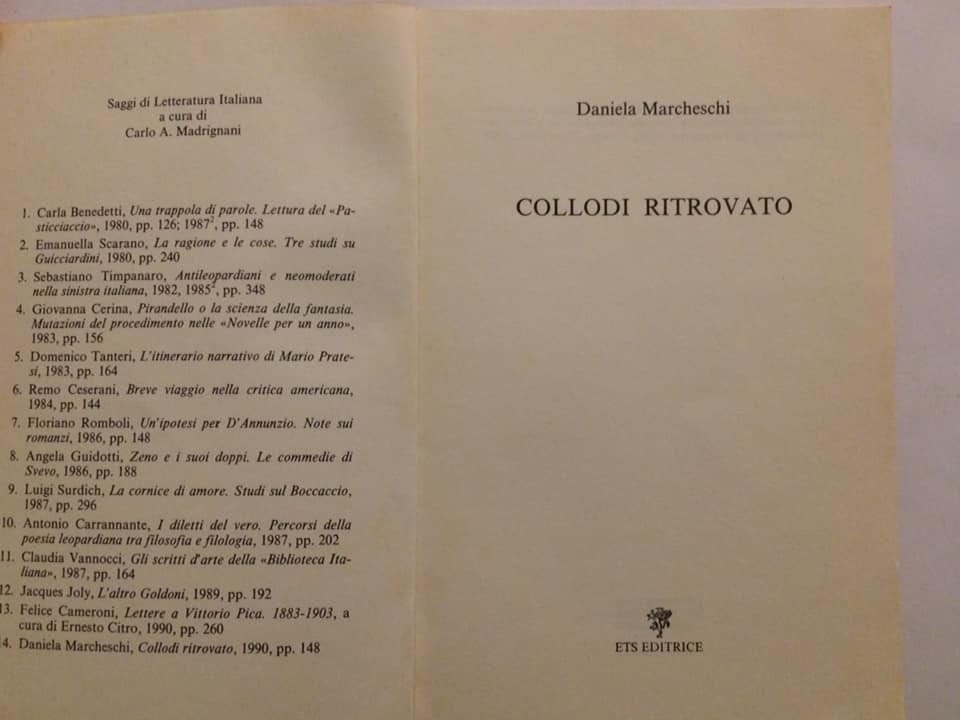 Saggi di Letteratura Italiana
a cura di
Carlo A. Madrignani
1. Carla Benedetti, Una trappola di parole. Lettura del «Pa-
sticciaccio», 1980, pp. 126; 1987², pp. 148
2. Emanuella Scarano, La ragione e le cose. Tre studi su
Guicciardini, 1980, pp. 240
3. Sebastiano Timpanaro, Antileopardiani e neomoderati
nella sinistra italiana, 1982, 1985², pp. 348
4. Giovanna Cerina, Pirandello o la scienza della fantasia.
Mutazioni del procedimento nelle «Novelle per un anno»,
1983, pp. 156
5. Domenico Tanteri, L'itinerario narrativo di Mario Prate-
si, 1983, pp. 164
6. Remo Ceserani, Breve viaggio nella critica americana,
1984, pp. 144
7. Floriano Romboli, Un'ipotesi per D'Annunzio. Note sui
romanzi, 1986, pp. 148
8. Angela Guidotti, Zeno e i suoi doppi. Le commedie di
Svevo, 1986, pp. 188
9. Luigi Surdich, La cornice di amore. Studi sul Boccaccio,
1987, pp. 296
10. Antonio Carrannante, I diletti del vero. Percorsi della
poesia leopardiana tra filosofia e filologia, 1987, pp. 202
11. Claudia Vannocci, Gli scritti d'arte della «Biblioteca Ita-
liana», 1987, pp. 164
12. Jacques Joly, L'altro Goldoni, 1989, pp. 192
13. Felice Cameroni, Lettere a Vittorio Pica. 1883-1903, a
cura di Ernesto Citro, 1990, pp. 260
14. Daniela Marcheschi, Collodi ritrovato, 1990, pp. 148
Daniela Marcheschi
COLLODI RITROVATO
ETS EDITRICE